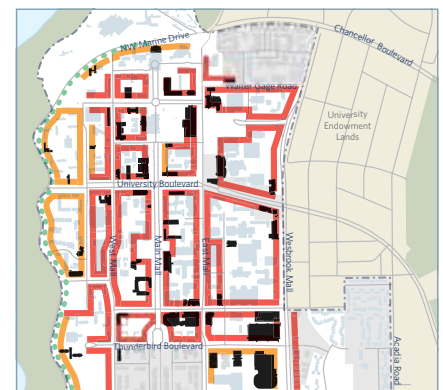 NW Marine Drive
Chancellor Boulevard
Walter Gage Road
University
Endowment
Lands
University Boulevard
West Mall
Main Mall
East Mall
Wesbrook Mall
Thunderbird Boulevard
Acadia Road